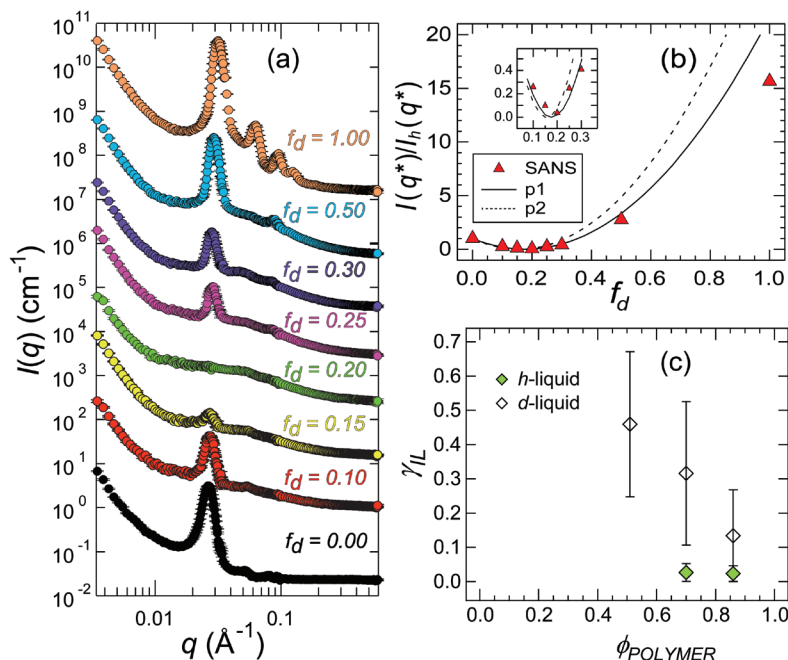 (a)
10^11
10^10
10^9
10^8
10^7
10^6
10^5
10^4
10^3
10^2
10^1
10^0
10^-1
10^-2
I(q) (cm^-1)
f_d = 1.00
f_d = 0.50
f_d = 0.30
f_d = 0.25
f_d = 0.20
f_d = 0.15
f_d = 0.10
f_d = 0.00
0.01
0.1
q (Å^-1)
(b)
20
15
10
5
0
I(q*)/I_h(q*)
0.4
0.2
0.0
0.1 0.2 0.3
SANS
p1
p2
0.0 0.2 0.4 0.6 0.8 1.0
f_d
(c)
0.7
0.6
0.5
0.4
0.3
0.2
0.1
0.0
γ_IL
h-liquid
d-liquid
0.0 0.2 0.4 0.6 0.8 1.0
ϕ_POLYMER